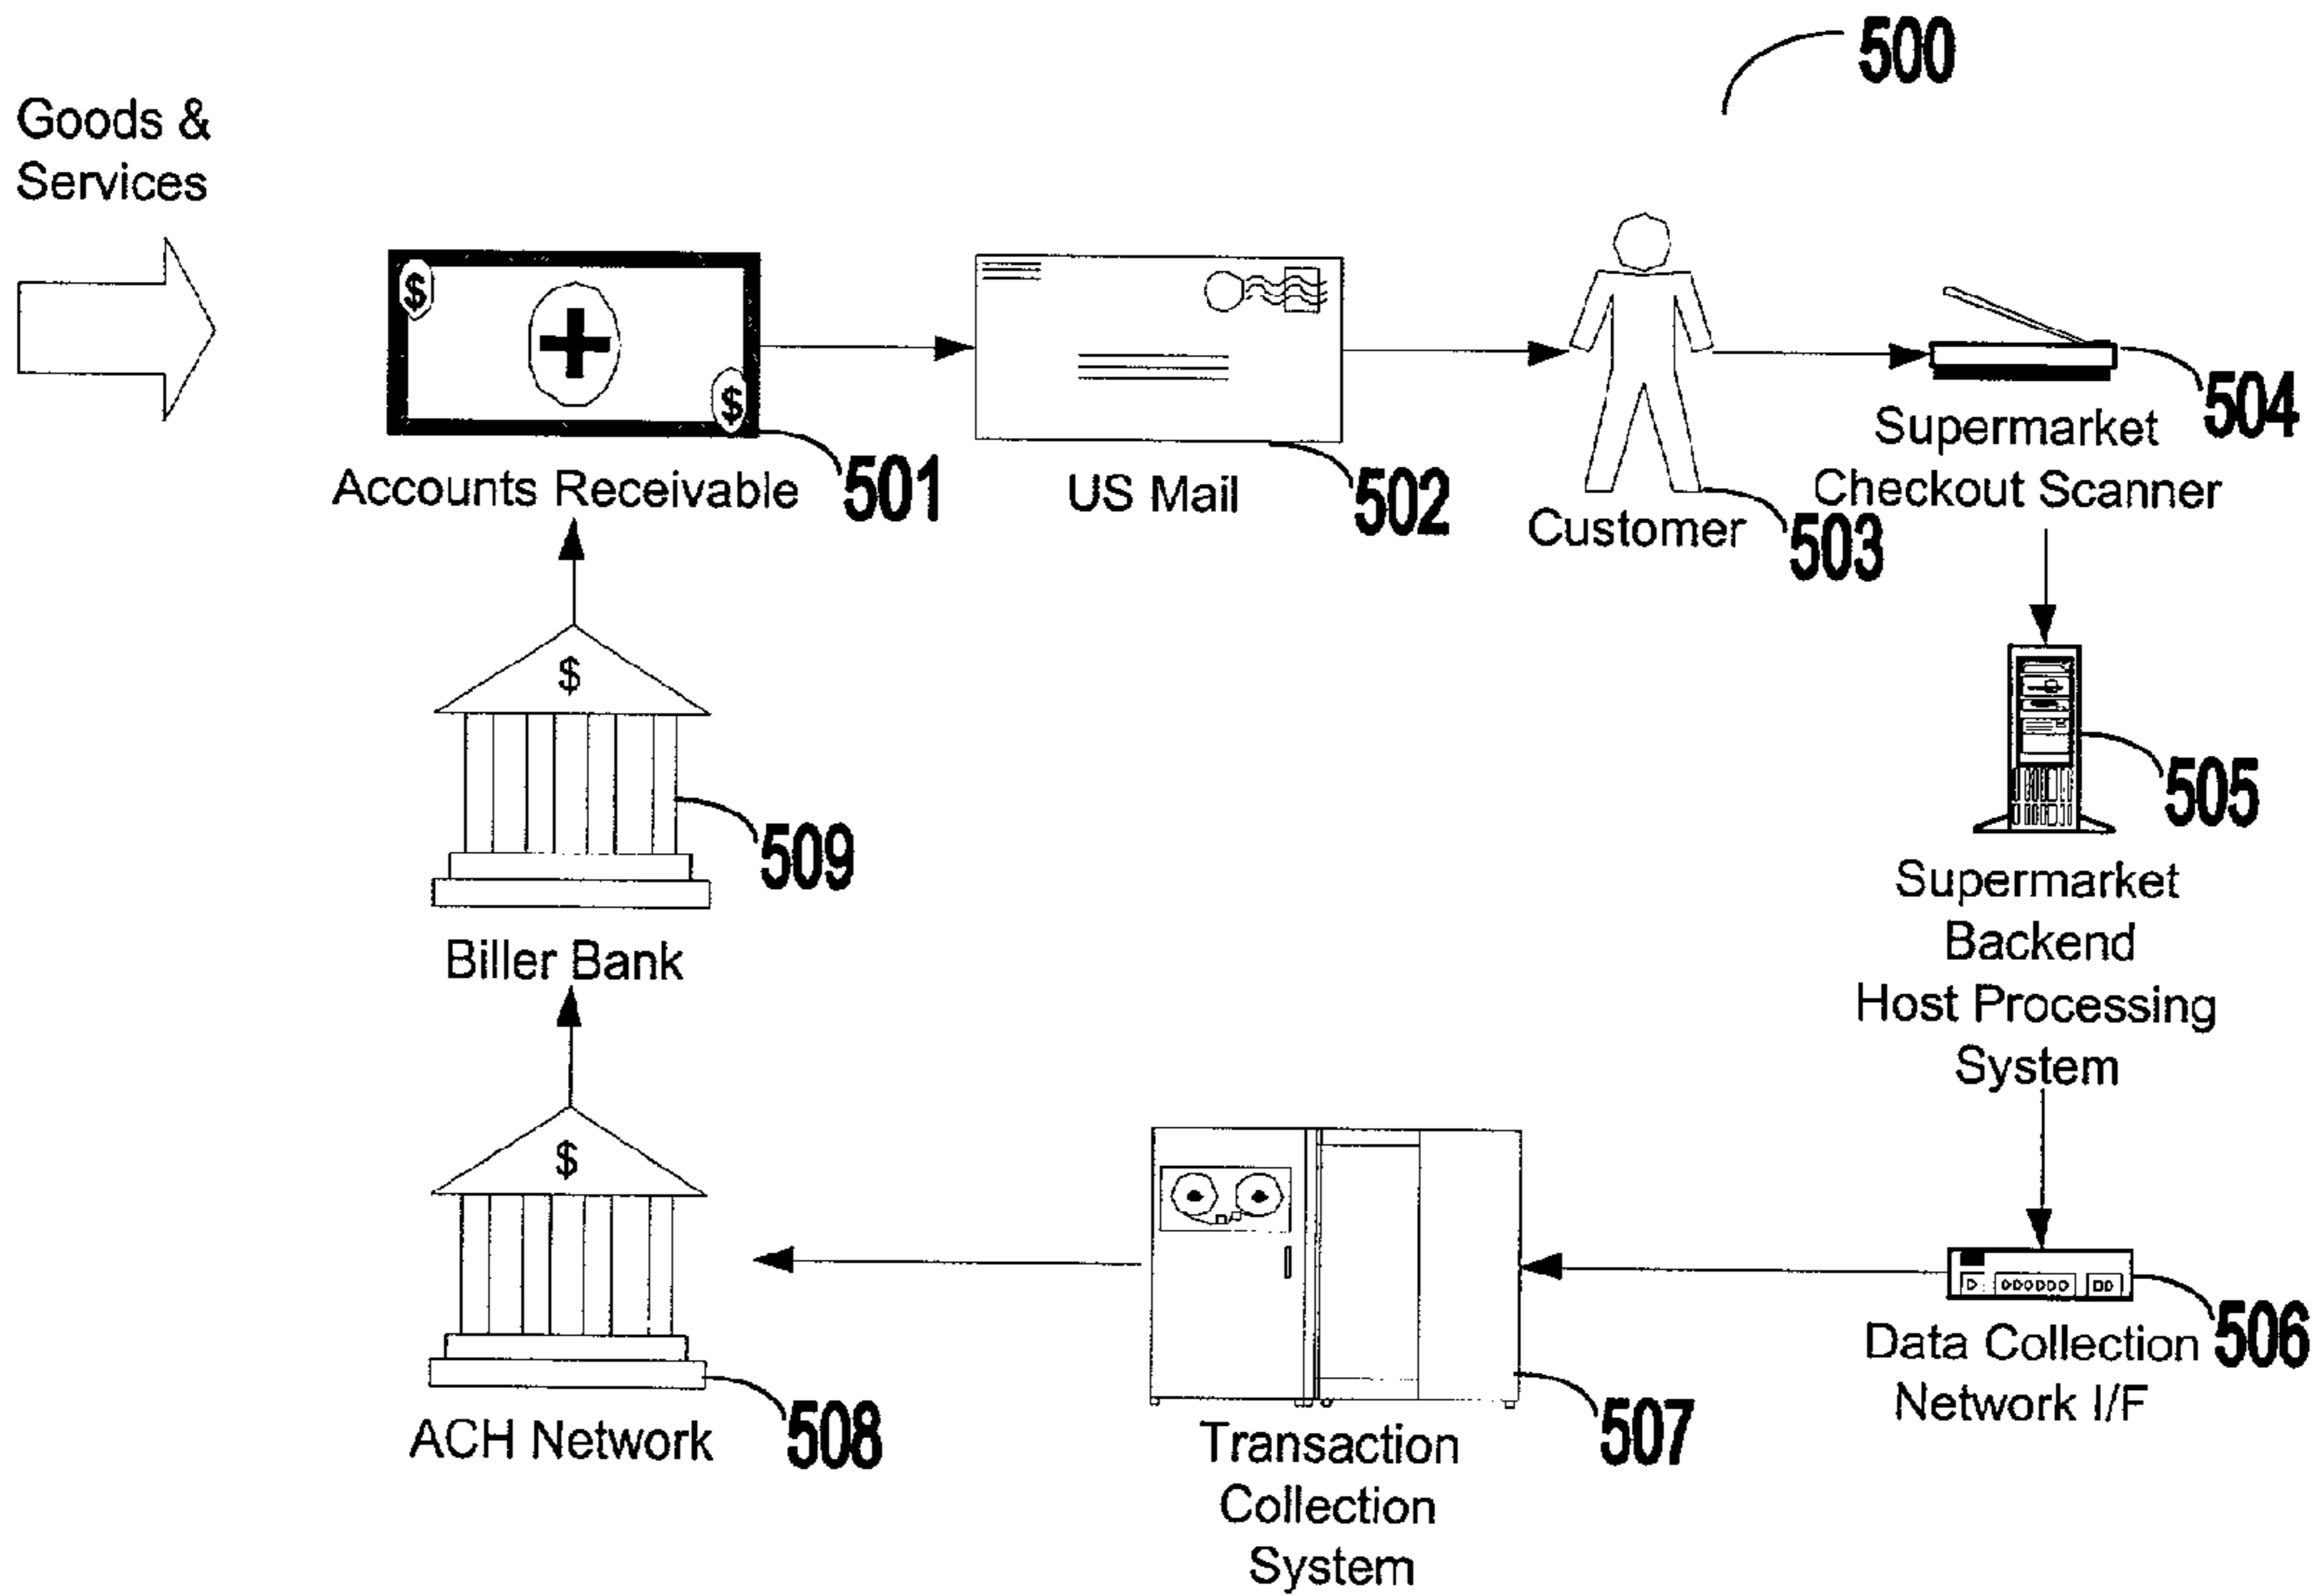 500
Goods &
Services
$
$
Accounts Receivable
501
US Mail
502
Customer
503
Supermarket
Checkout Scanner
504
$
509
Biller Bank
505
Supermarket
Backend
Host Processing
System
$
ACH Network
508
Transaction
Collection
System
507
Data Collection
Network I/F
506